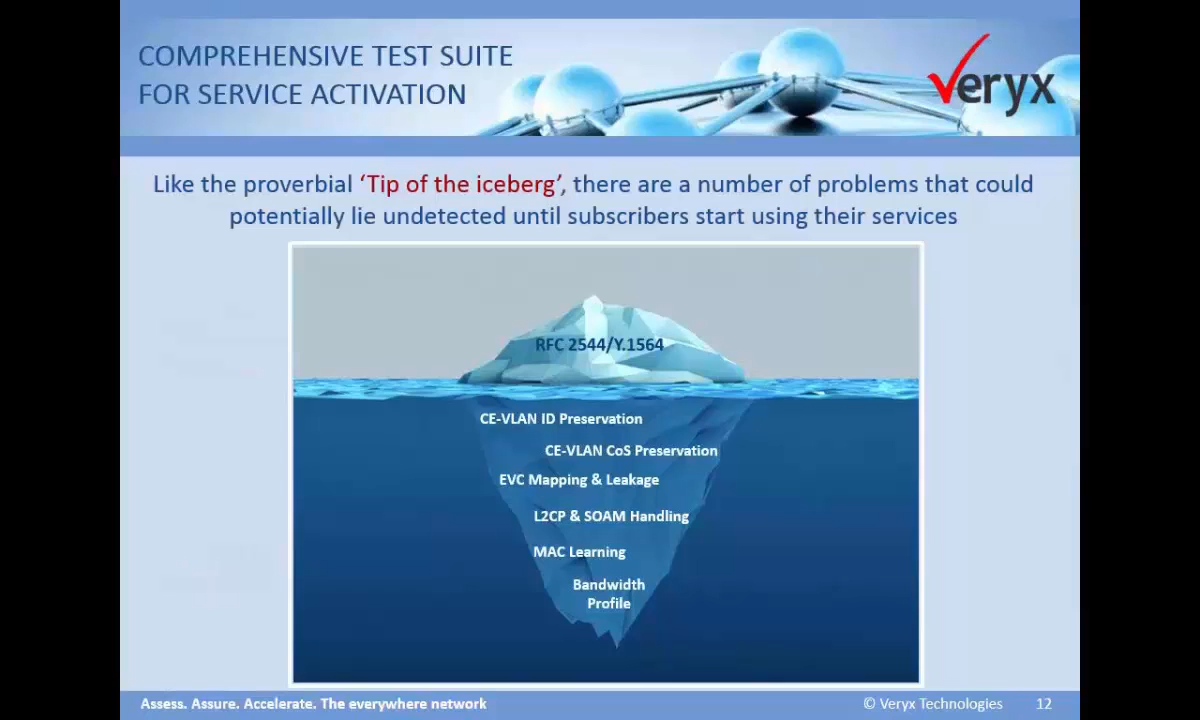 COMPREHENSIVE TEST SUITE
FOR SERVICE ACTIVATION
veryx
Like the proverbial ‘Tip of the iceberg’, there are a number of problems that could
potentially lie undetected until subscribers start using their services
RFC 2544/Y.1564
CE-VLAN ID Preservation
CE-VLAN CoS Preservation
EVC Mapping & Leakage
L2CP & SOAM Handling
MAC Learning
Bandwidth
Profile
Assess. Assure. Accelerate. The everywhere network
© Veryx Technologies 12